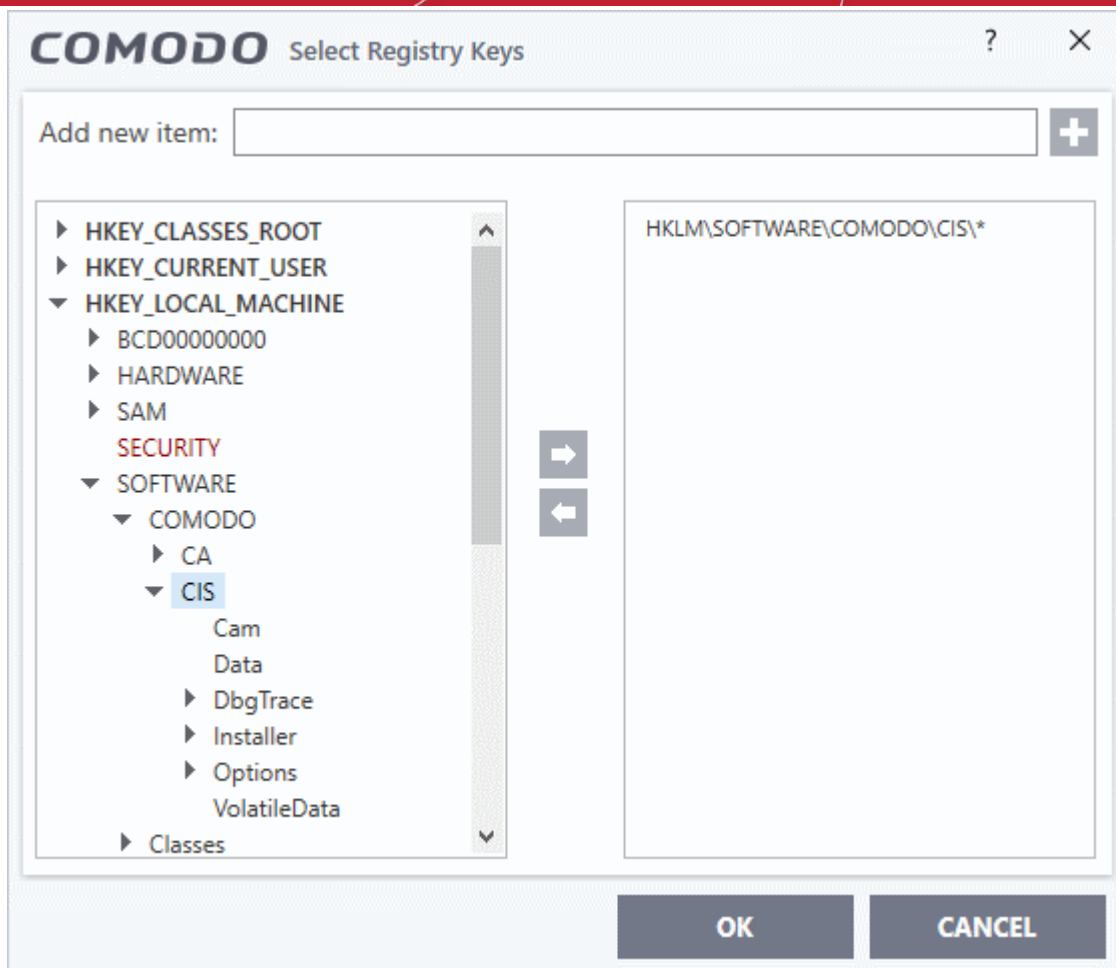 COMODO Select Registry Keys ? ×
Add new item:
HKEY_CLASSES_ROOT
HKEY_CURRENT_USER
HKEY_LOCAL_MACHINE
BCD00000000
HARDWARE
SAM
SECURITY
SOFTWARE
COMODO
CA
CIS
Cam
Data
DbgTrace
Installer
Options
VolatileData
Classes
HKLM\SOFTWARE\COMODO\CIS\*
OK CANCEL